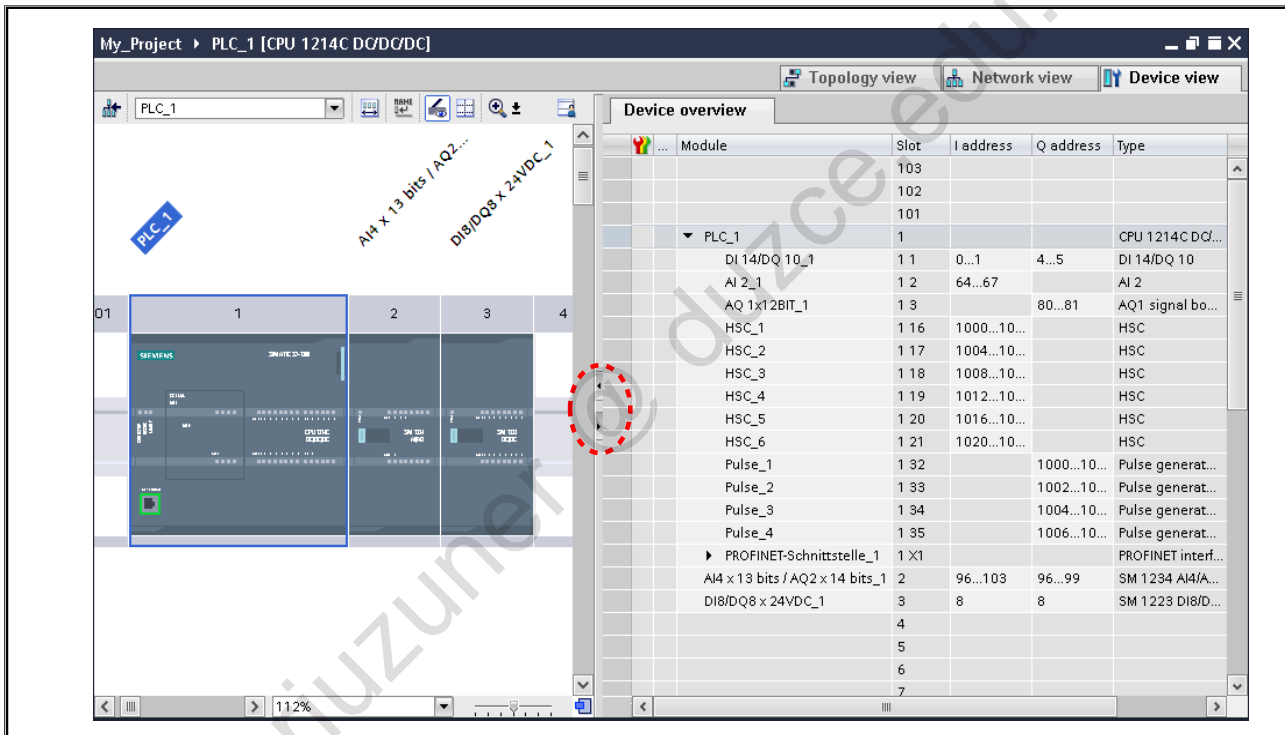 My_Project ▸ PLC_1 [CPU 1214C DC/DC/DC]
Topology view Network view Device view
PLC_1
Device overview
... Module Slot I address Q address Type
103
102
101
PLC_1 1 CPU 1214C DC/...
DI 14/DQ 10_1 1 1 0...1 4...5 DI 14/DQ 10
AI 2_1 1 2 64...67 AI 2
AQ 1x12BIT_1 1 3 80...81 AQ1 signal bo...
HSC_1 1 16 1000...10... HSC
HSC_2 1 17 1004...10... HSC
HSC_3 1 18 1008...10... HSC
HSC_4 1 19 1012...10... HSC
HSC_5 1 20 1016...10... HSC
HSC_6 1 21 1020...10... HSC
Pulse_1 1 32 1000...10... Pulse generat...
Pulse_2 1 33 1002...10... Pulse generat...
Pulse_3 1 34 1004...10... Pulse generat...
Pulse_4 1 35 1006...10... Pulse generat...
PROFINET-Schnittstelle_1 1 X1 PROFINET interf...
AI4 x 13 bits / AQ2 x 14 bits_1 2 96...103 96...99 SM 1234 AI4/A...
DI8/DQ8 x 24VDC_1 3 8 8 SM 1223 DI8/D...
4
5
6
7
PLC_1
AI4 x 13 bits / AQ2...
DI8/DQ8 x 24VDC_1
01 1 2 3 4
SIEMENS SIMATIC S7-1200
112%
riuzuner @ duzce.edu.